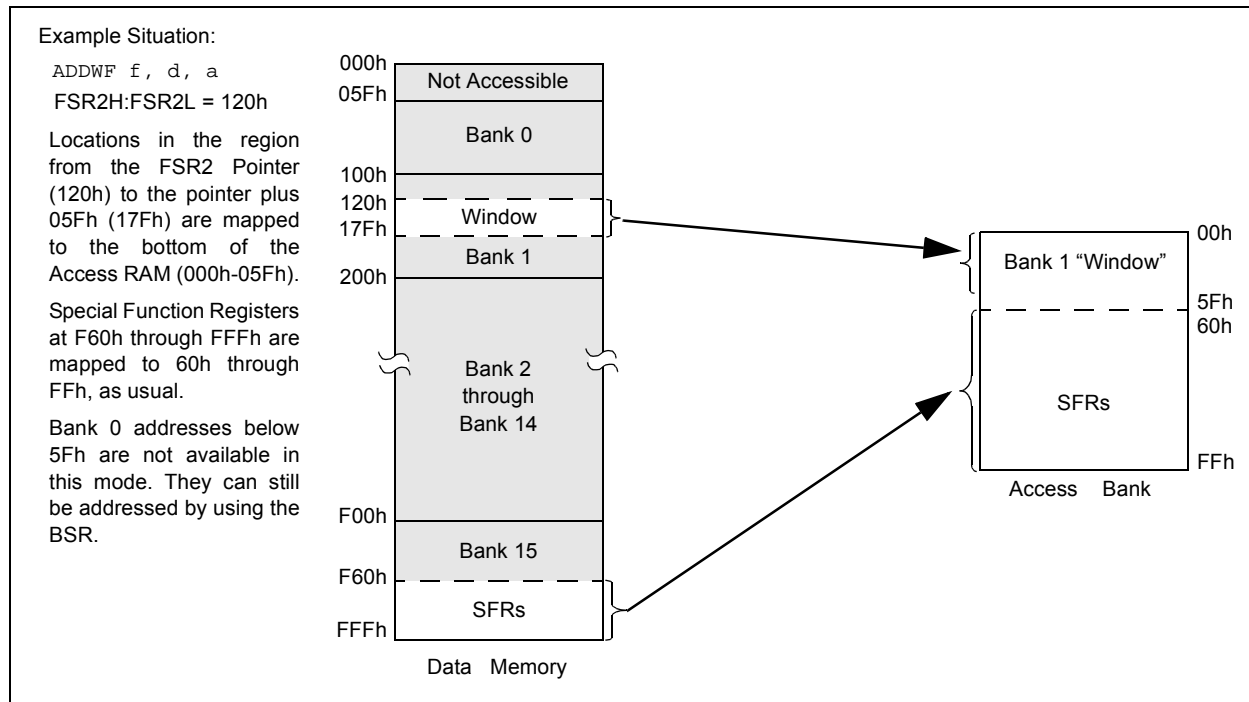 Example Situation:
ADDWF f, d, a
FSR2H:FSR2L = 120h
Locations in the region
from the FSR2 Pointer
(120h) to the pointer plus
05Fh (17Fh) are mapped
to the bottom of the
Access RAM (000h-05Fh).
Special Function Registers
at F60h through FFFh are
mapped to 60h through
FFh, as usual.
Bank 0 addresses below
5Fh are not available in
this mode. They can still
be addressed by using the
BSR.
000h
Not Accessible
05Fh
Bank 0
100h
120h
Window
17Fh
Bank 1
200h
Bank 2
through
Bank 14
F00h
Bank 15
F60h
SFRs
FFFh
Data Memory
00h
Bank 1 “Window”
5Fh
60h
SFRs
FFh
Access Bank